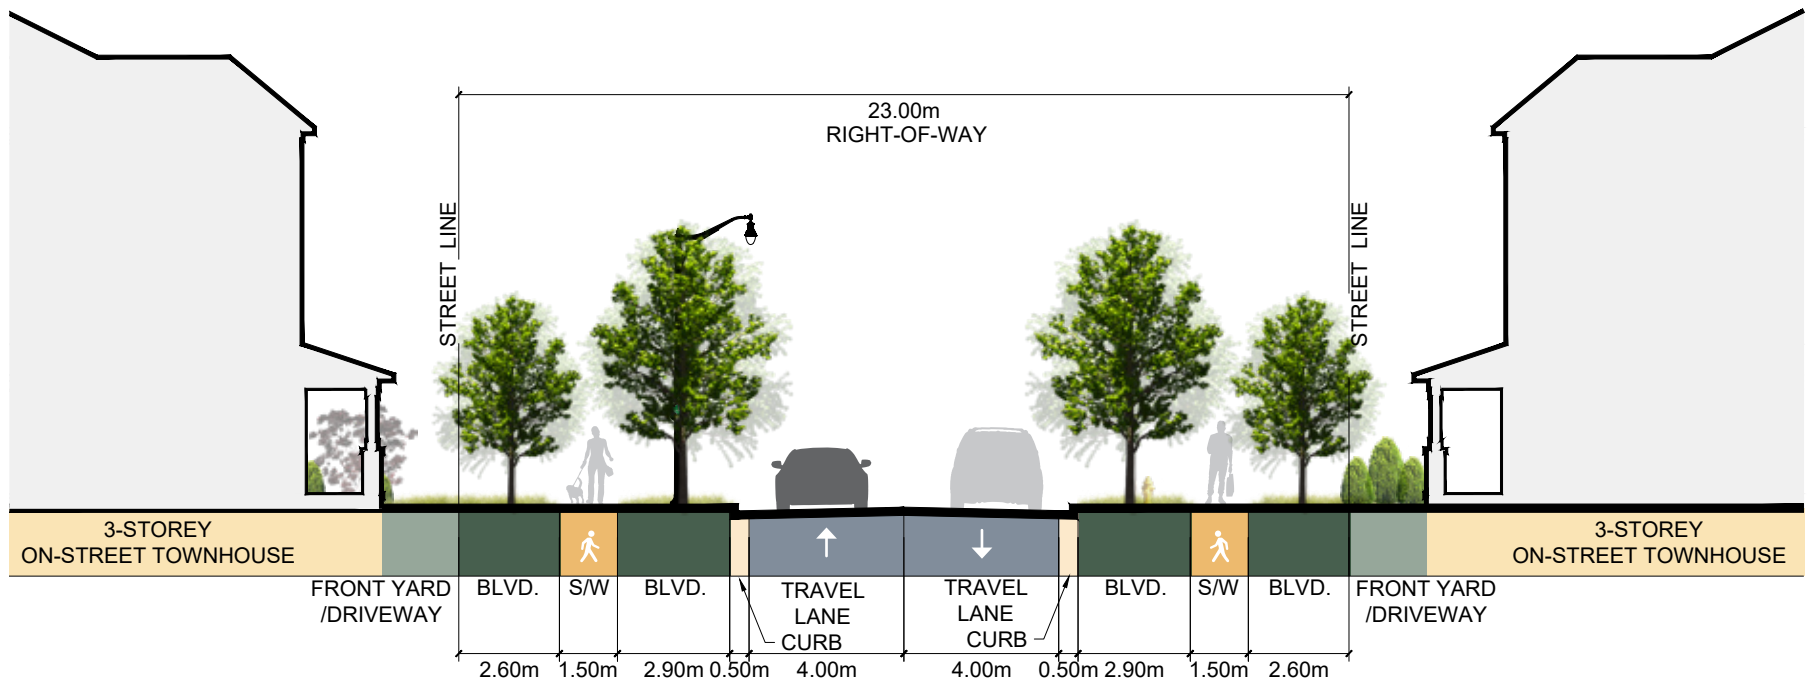 23.00m
RIGHT-OF-WAY
STREET LINE
STREET LINE
3-STOREY
ON-STREET TOWNHOUSE
3-STOREY
ON-STREET TOWNHOUSE
FRONT YARD
/DRIVEWAY
BLVD.
S/W
BLVD.
TRAVEL
LANE
CURB
TRAVEL
LANE
CURB
BLVD.
S/W
BLVD.
FRONT YARD
/DRIVEWAY
2.60m 1.50m 2.90m 0.50m 4.00m 4.00m 0.50m 2.90m 1.50m 2.60m